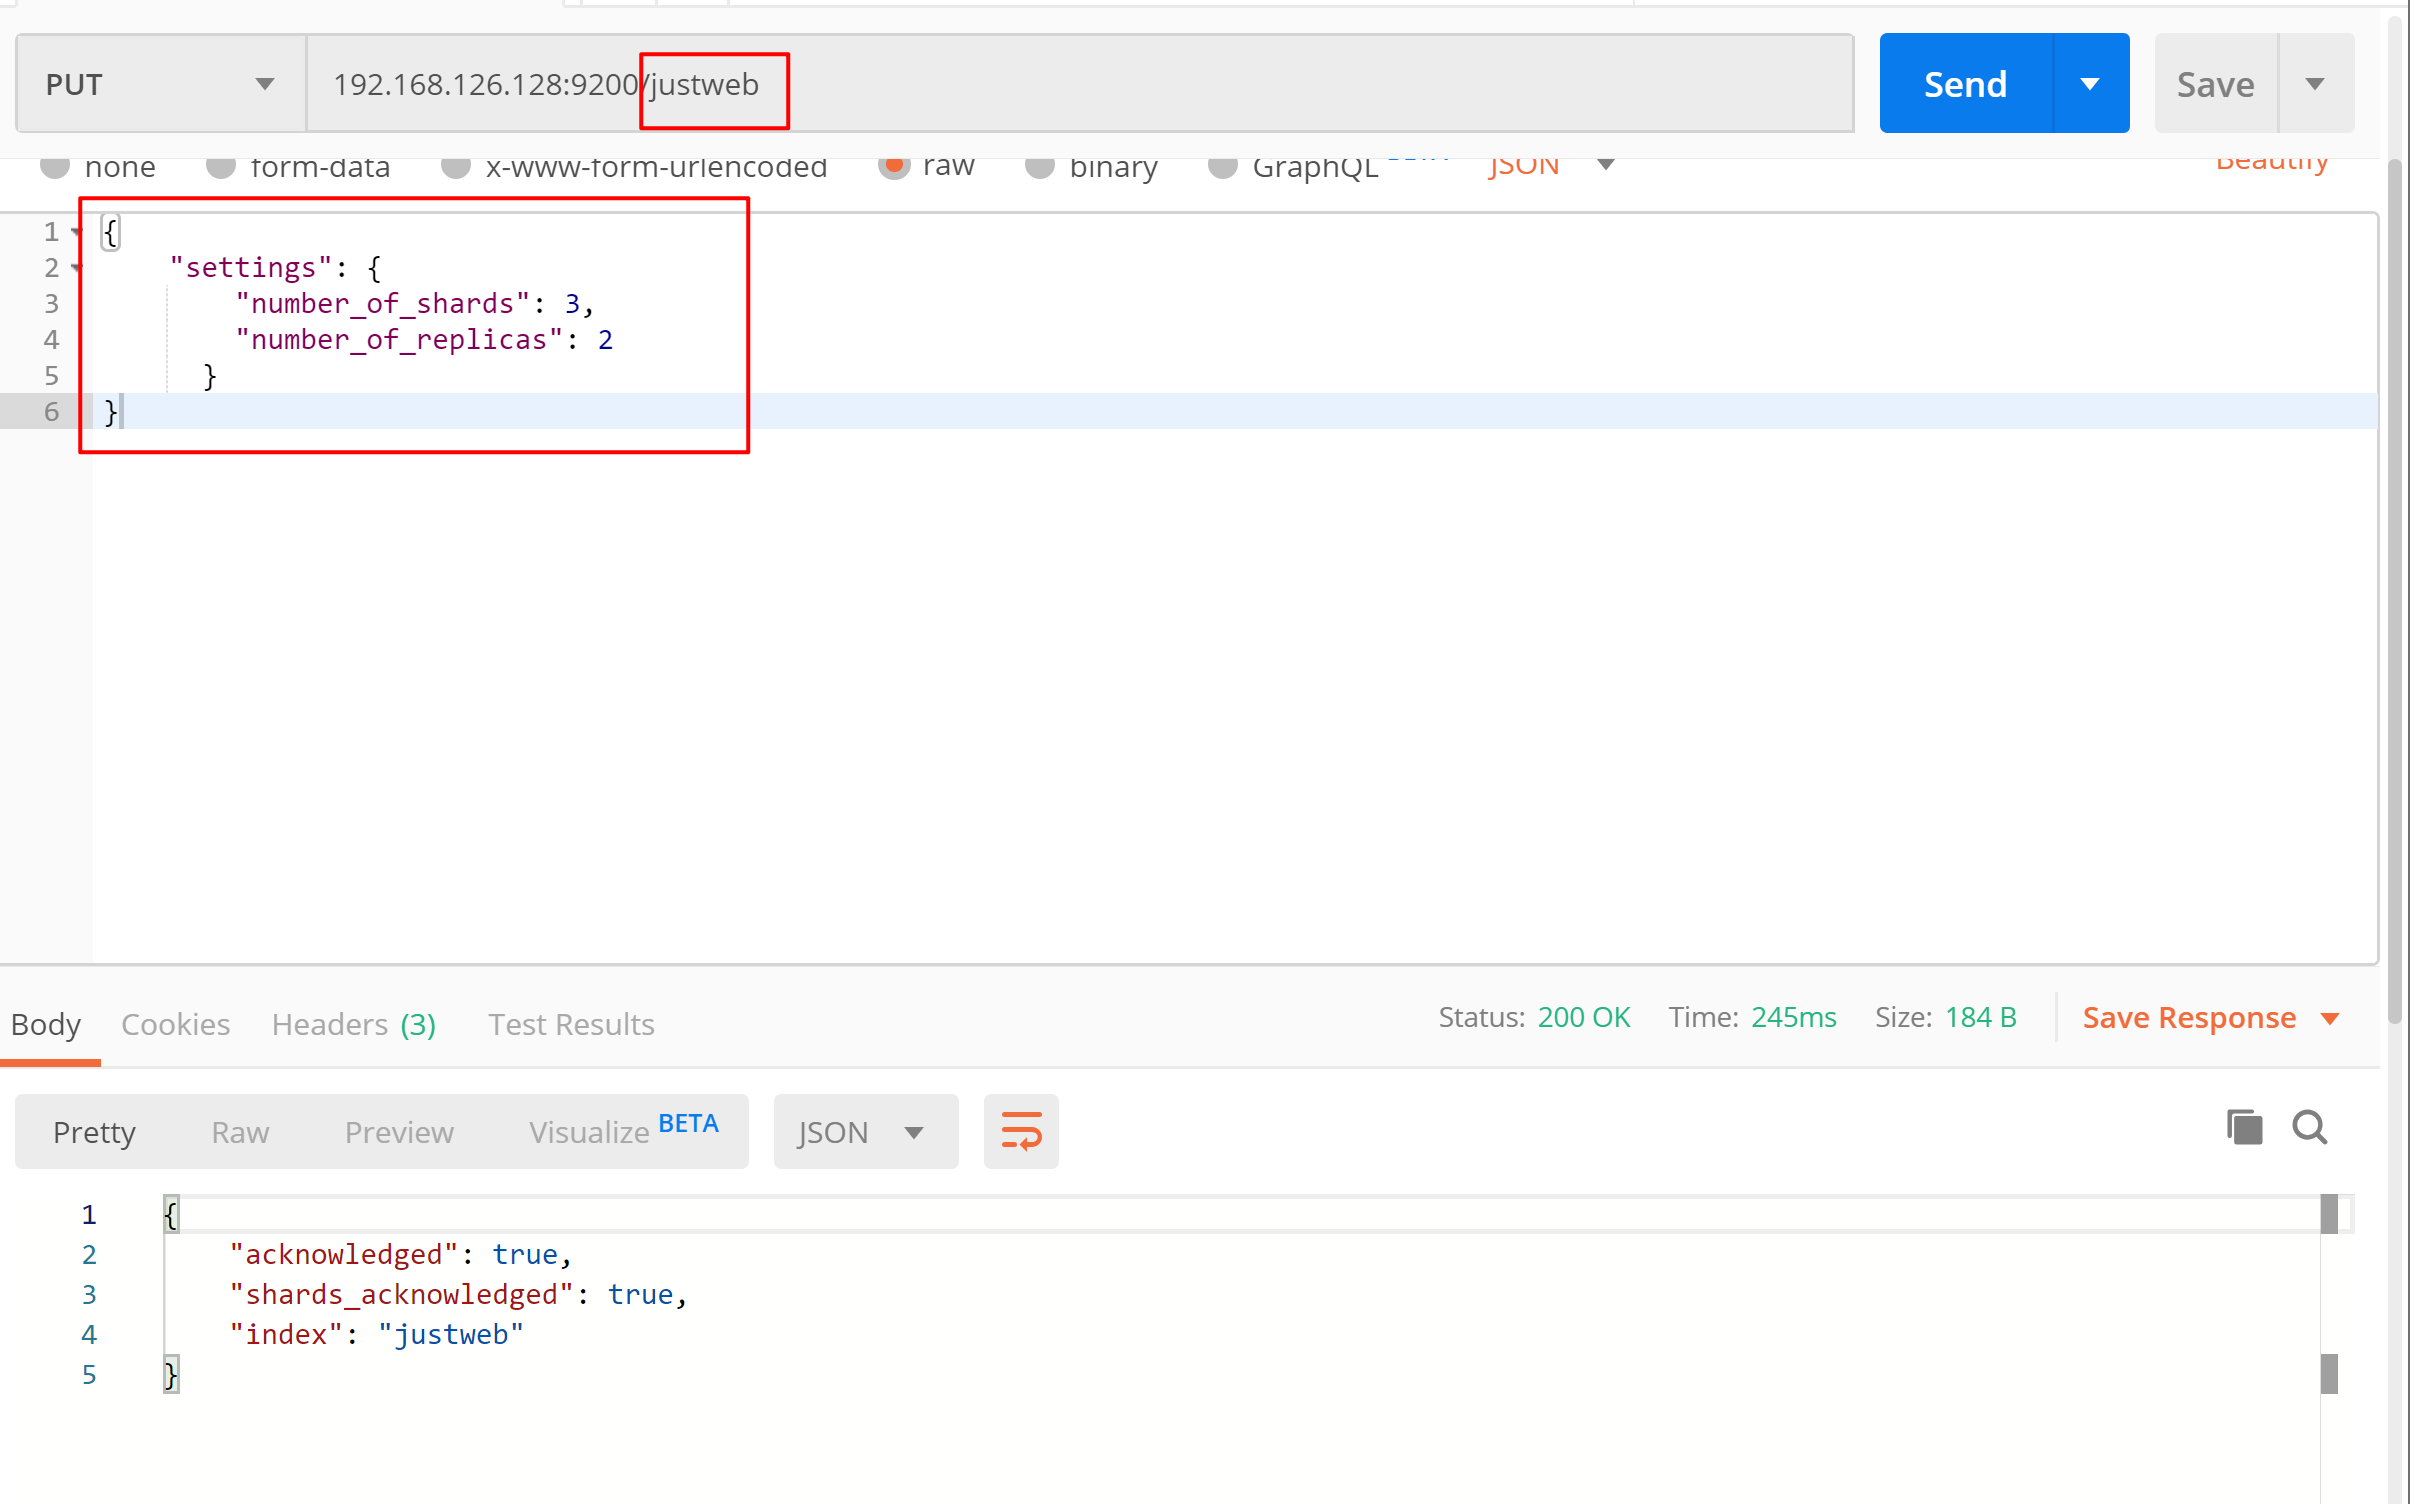 PUT 192.168.126.128:9200/justweb Send Save
none form-data x-www-form-urlencoded raw binary GraphQL BETA JSON Beautify
1 {
2 "settings": {
3 "number_of_shards": 3,
4 "number_of_replicas": 2
5 }
6 }
Body Cookies Headers (3) Test Results Status: 200 OK Time: 245ms Size: 184 B Save Response
Pretty Raw Preview Visualize BETA JSON
1 {
2 "acknowledged": true,
3 "shards_acknowledged": true,
4 "index": "justweb"
5 }